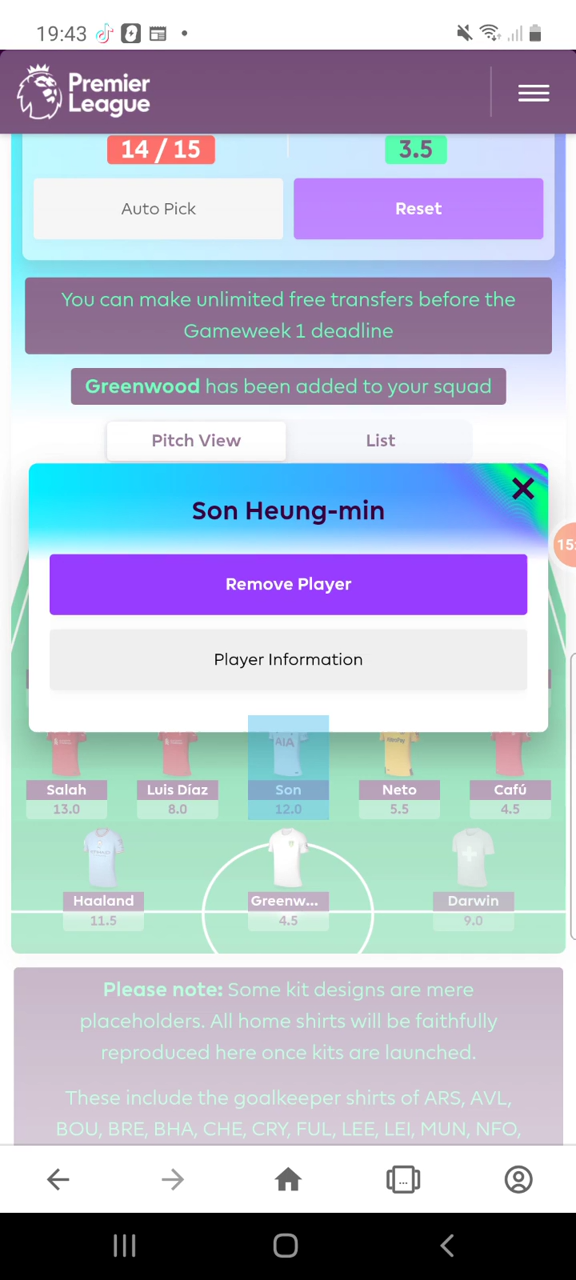 19:43
Premier
League
14 / 15
3.5
Auto Pick
Reset
You can make unlimited free transfers before the
Gameweek 1 deadline
Greenwood has been added to your squad
Pitch View
List
Son Heung-min
15:
Remove Player
Player Information
AIA
Salah
Luis Díaz
Son
Neto
Cafú
13.0
8.0
12.0
5.5
4.5
Haaland
Greenw...
Darwin
11.5
4.5
9.0
Please note: Some kit designs are mere
placeholders. All home shirts will be faithfully
reproduced here once kits are launched.
These include the goalkeeper shirts of ARS, AVL,
BOU, BRE, BHA, CHE, CRY, FUL, LEE, LEI, MUN, NFO,